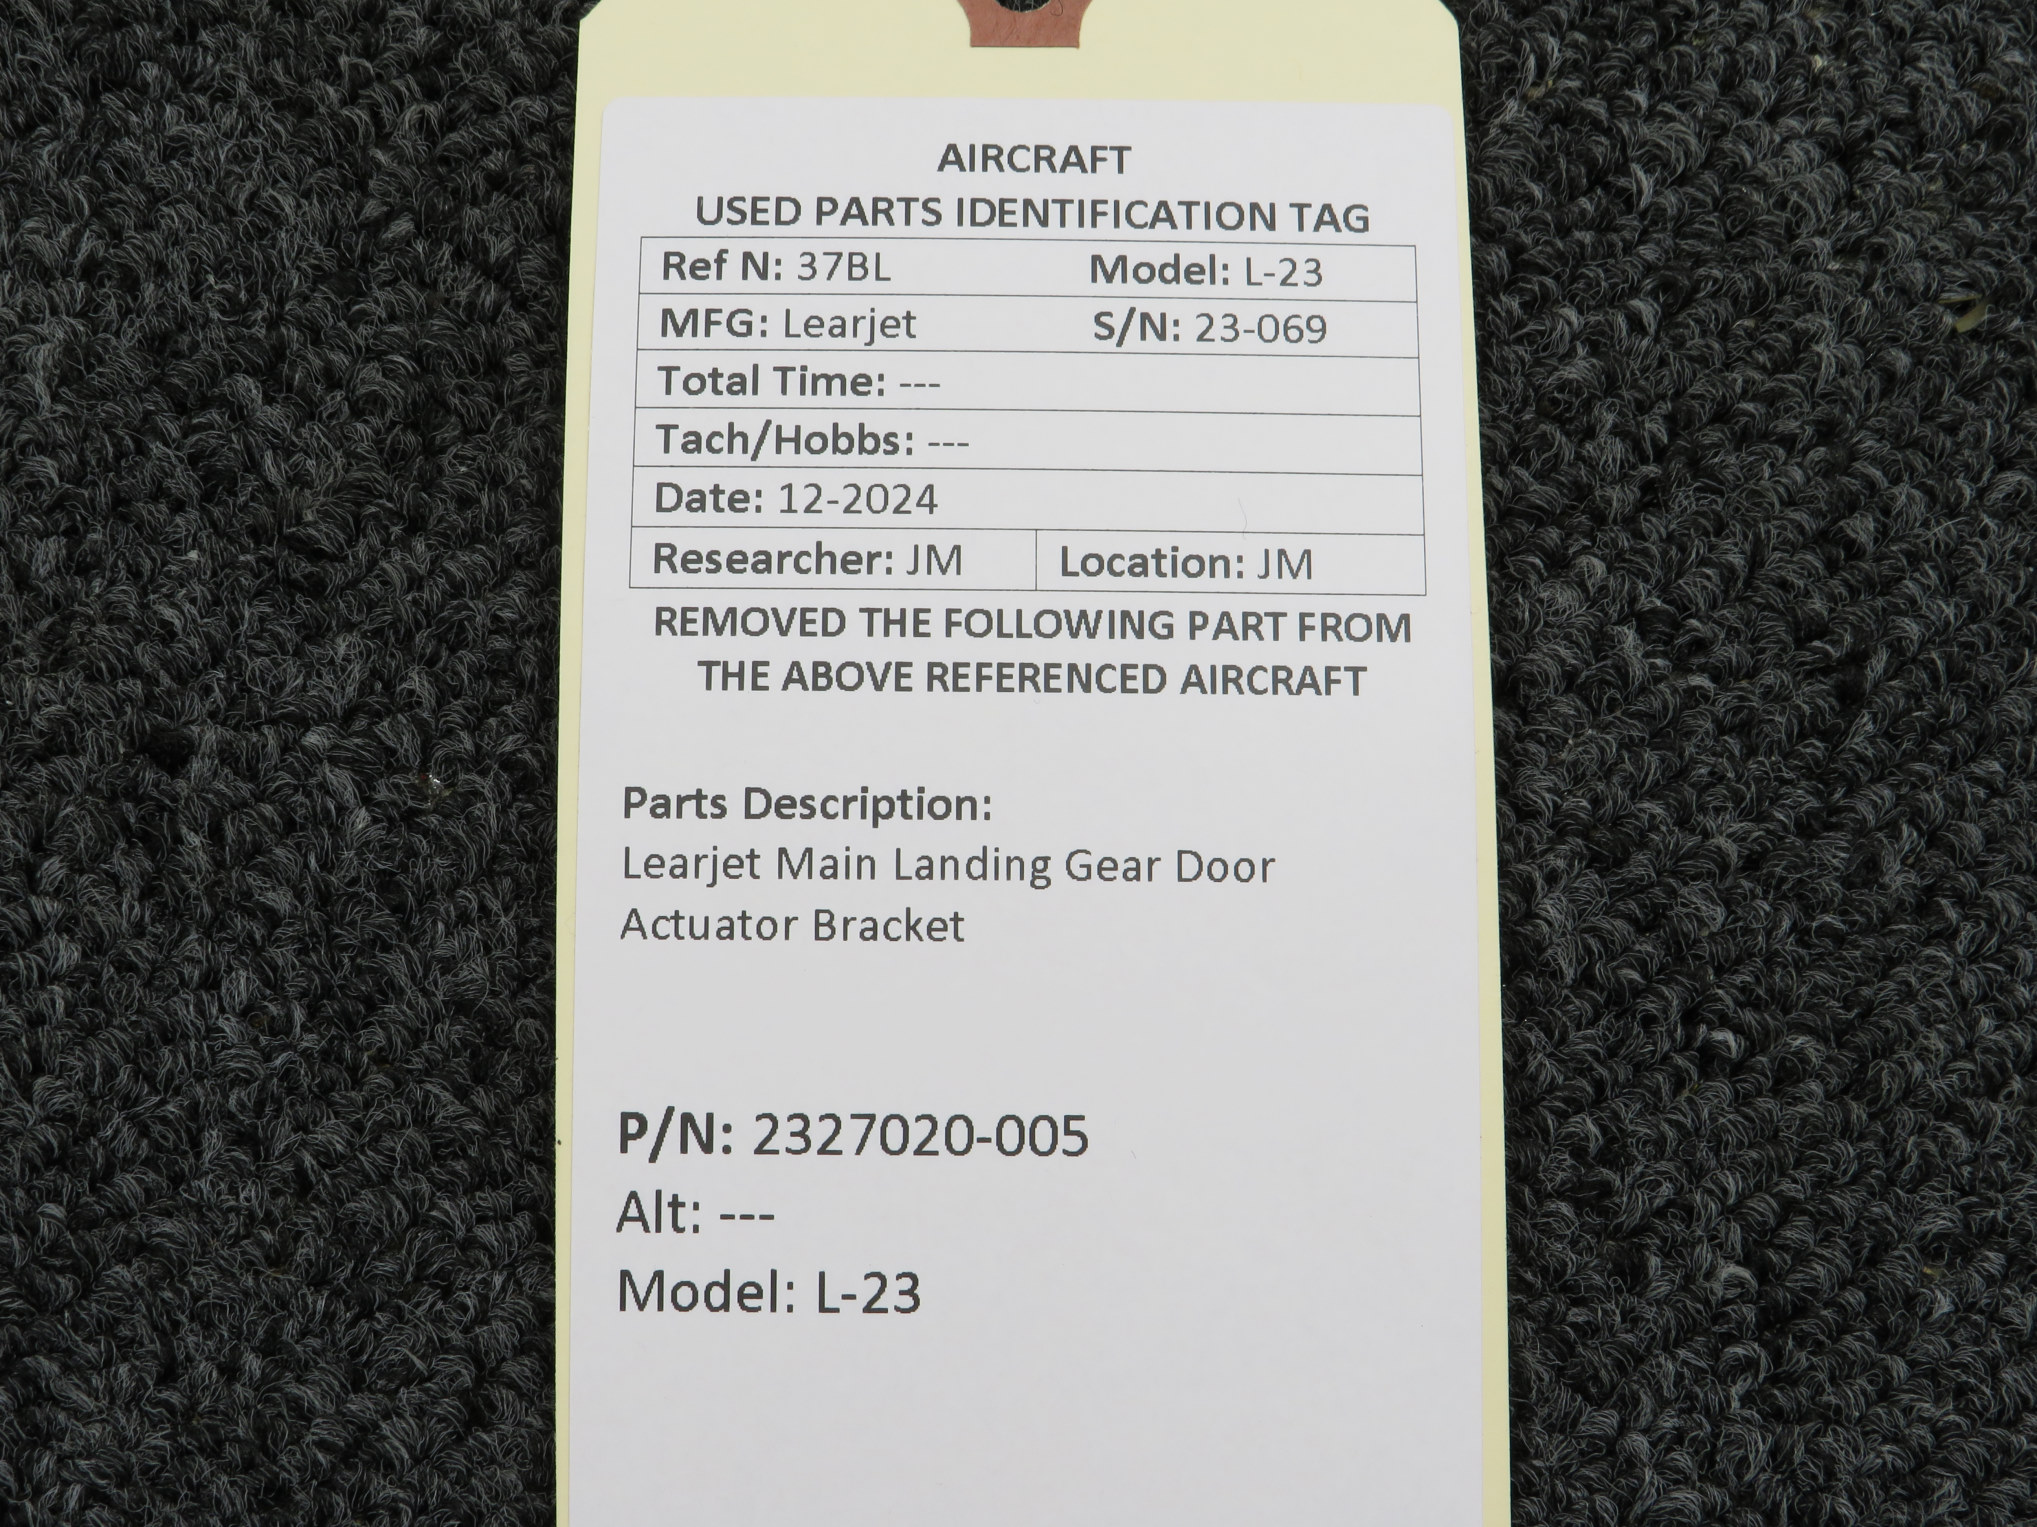 AIRCRAFT
USED PARTS IDENTIFICATION TAG
Ref N: 37BL Model: L-23
MFG: Learjet S/N: 23-069
Total Time: ---
Tach/Hobbs: ---
Date: 12-2024
Researcher: JM Location: JM
REMOVED THE FOLLOWING PART FROM
THE ABOVE REFERENCED AIRCRAFT
Parts Description:
Learjet Main Landing Gear Door
Actuator Bracket
P/N: 2327020-005
Alt: ---
Model: L-23